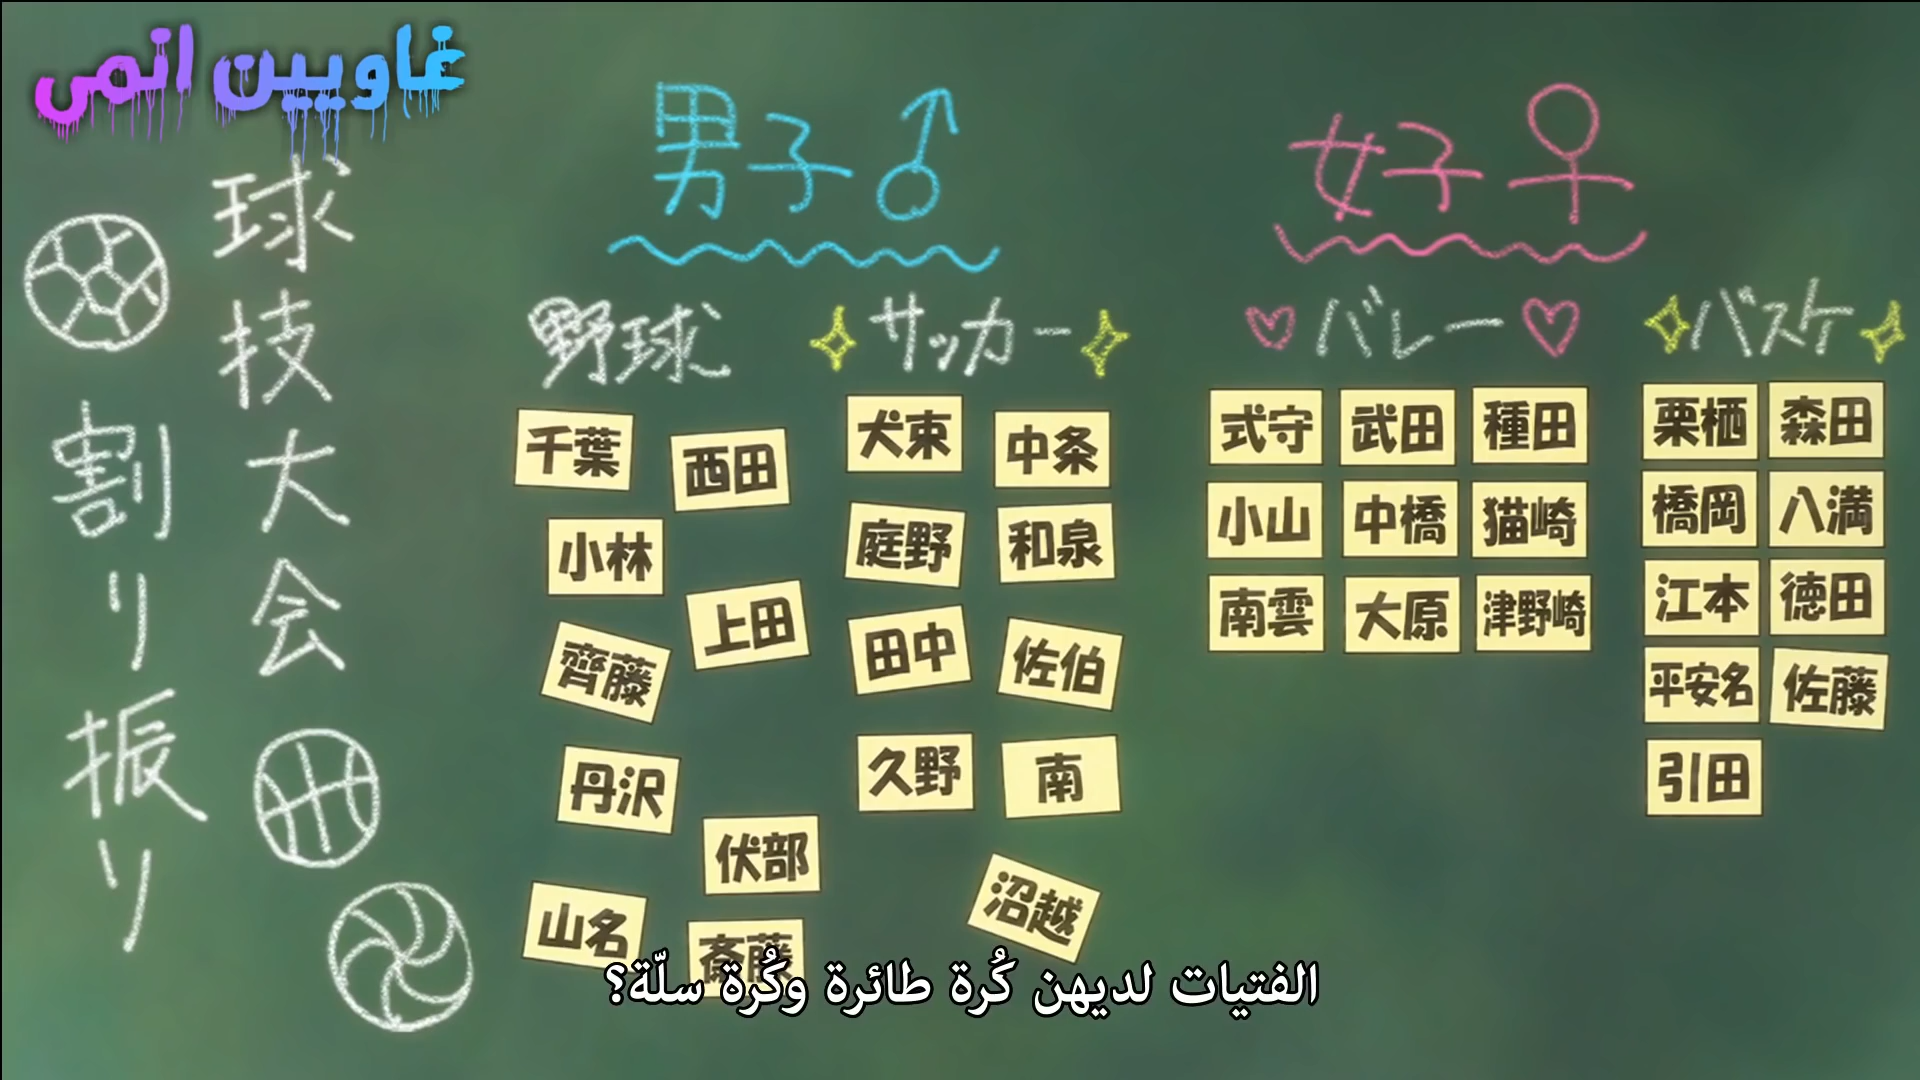 غاويين انمي
球技大会
割り振り
男子♂
女子♀
野球
サッカー
バレー
バスケ
千葉
西田
小林
上田
齊藤
丹沢
伏部
山名
斎藤
犬束
中条
庭野
和泉
田中
佐伯
久野
南
沼越
式守 武田 種田
小山 中橋 猫崎
南雲 大原 津野崎
栗栖 森田
橋岡 八満
江本 徳田
平安名 佐藤
引田
الفتيات لديهن كُرة طائرة وكُرة سلّة؟